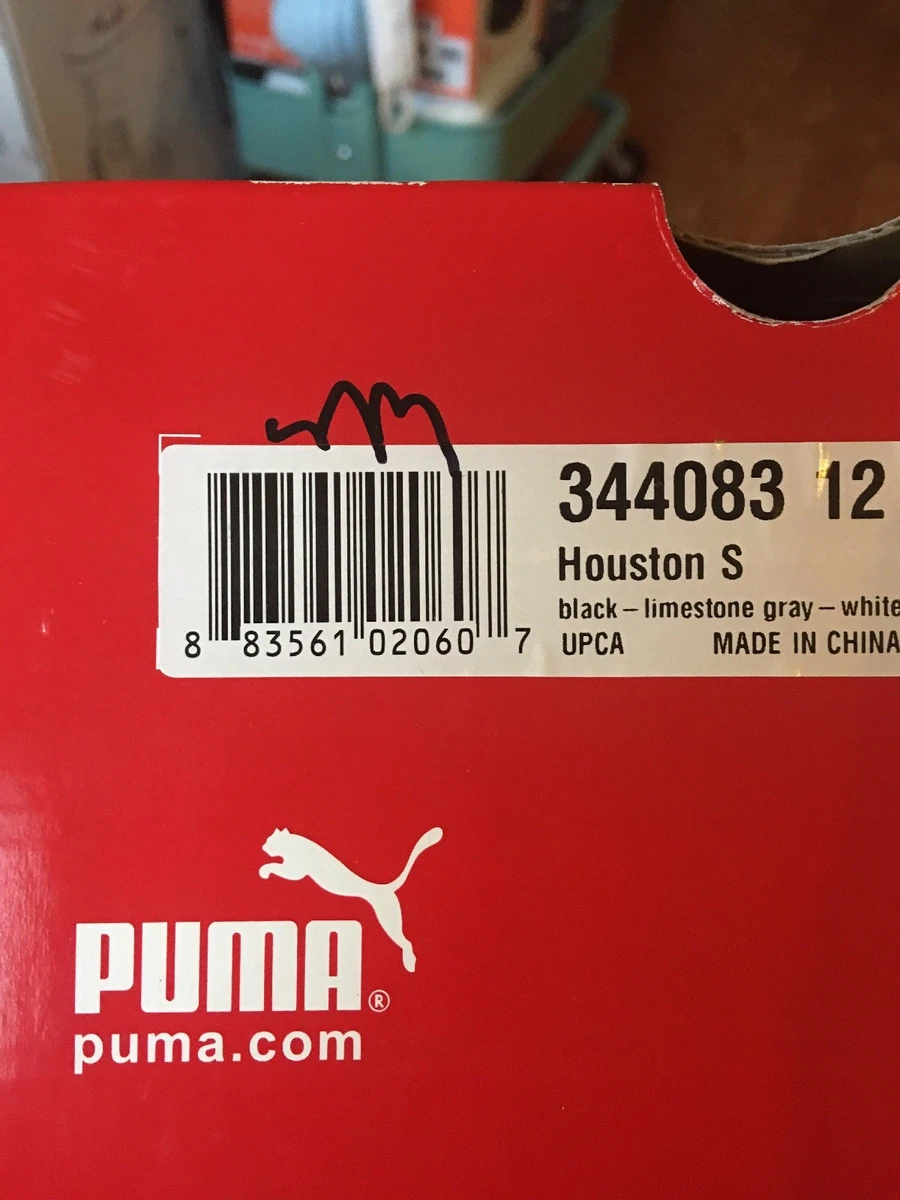 344083 12
Houston S
black – limestone gray – white
UPCA MADE IN CHINA
8 83561 02060 7
PUMA®
puma.com